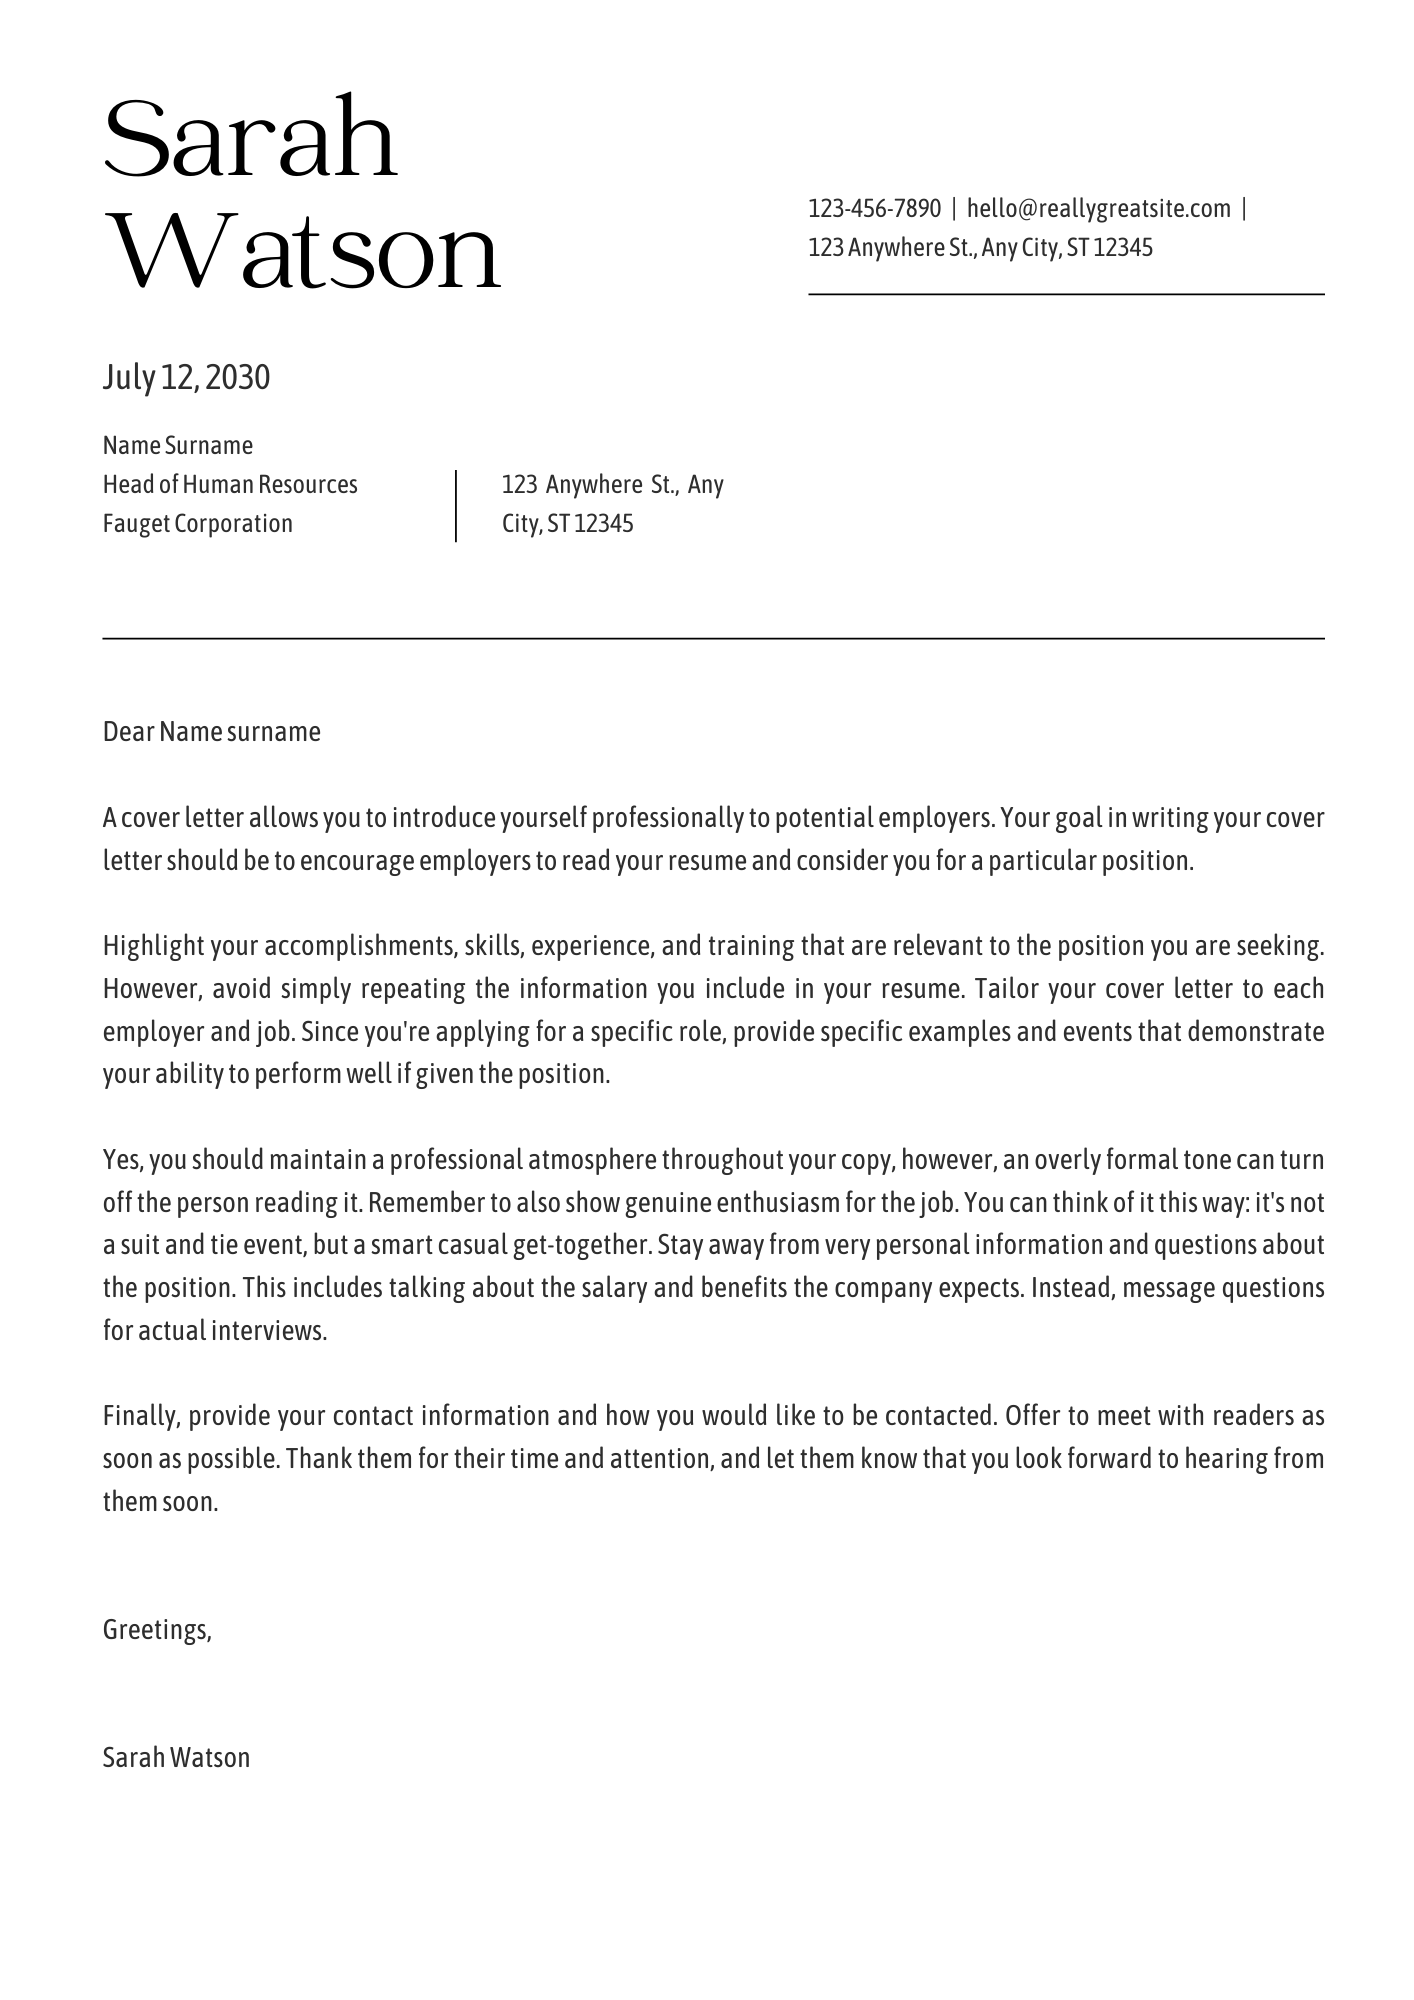 Sarah
Watson
123-456-7890 | hello@reallygreatsite.com |
123 Anywhere St., Any City, ST 12345
July 12, 2030
Name Surname
Head of Human Resources
Fauget Corporation
123 Anywhere St., Any
City, ST 12345
Dear Name surname
A cover letter allows you to introduce yourself professionally to potential employers. Your goal in writing your cover
letter should be to encourage employers to read your resume and consider you for a particular position.
Highlight your accomplishments, skills, experience, and training that are relevant to the position you are seeking.
However, avoid simply repeating the information you include in your resume. Tailor your cover letter to each
employer and job. Since you're applying for a specific role, provide specific examples and events that demonstrate
your ability to perform well if given the position.
Yes, you should maintain a professional atmosphere throughout your copy, however, an overly formal tone can turn
off the person reading it. Remember to also show genuine enthusiasm for the job. You can think of it this way: it's not
a suit and tie event, but a smart casual get-together. Stay away from very personal information and questions about
the position. This includes talking about the salary and benefits the company expects. Instead, message questions
for actual interviews.
Finally, provide your contact information and how you would like to be contacted. Offer to meet with readers as
soon as possible. Thank them for their time and attention, and let them know that you look forward to hearing from
them soon.
Greetings,
Sarah Watson